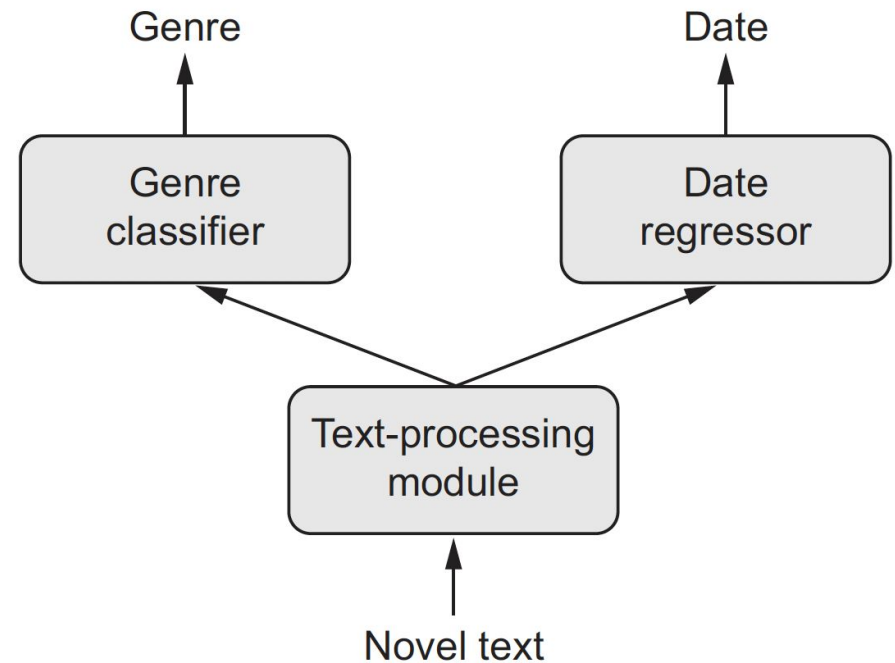 Genre
Date
Genre
classifier
Date
regressor
Text-processing
module
Novel text